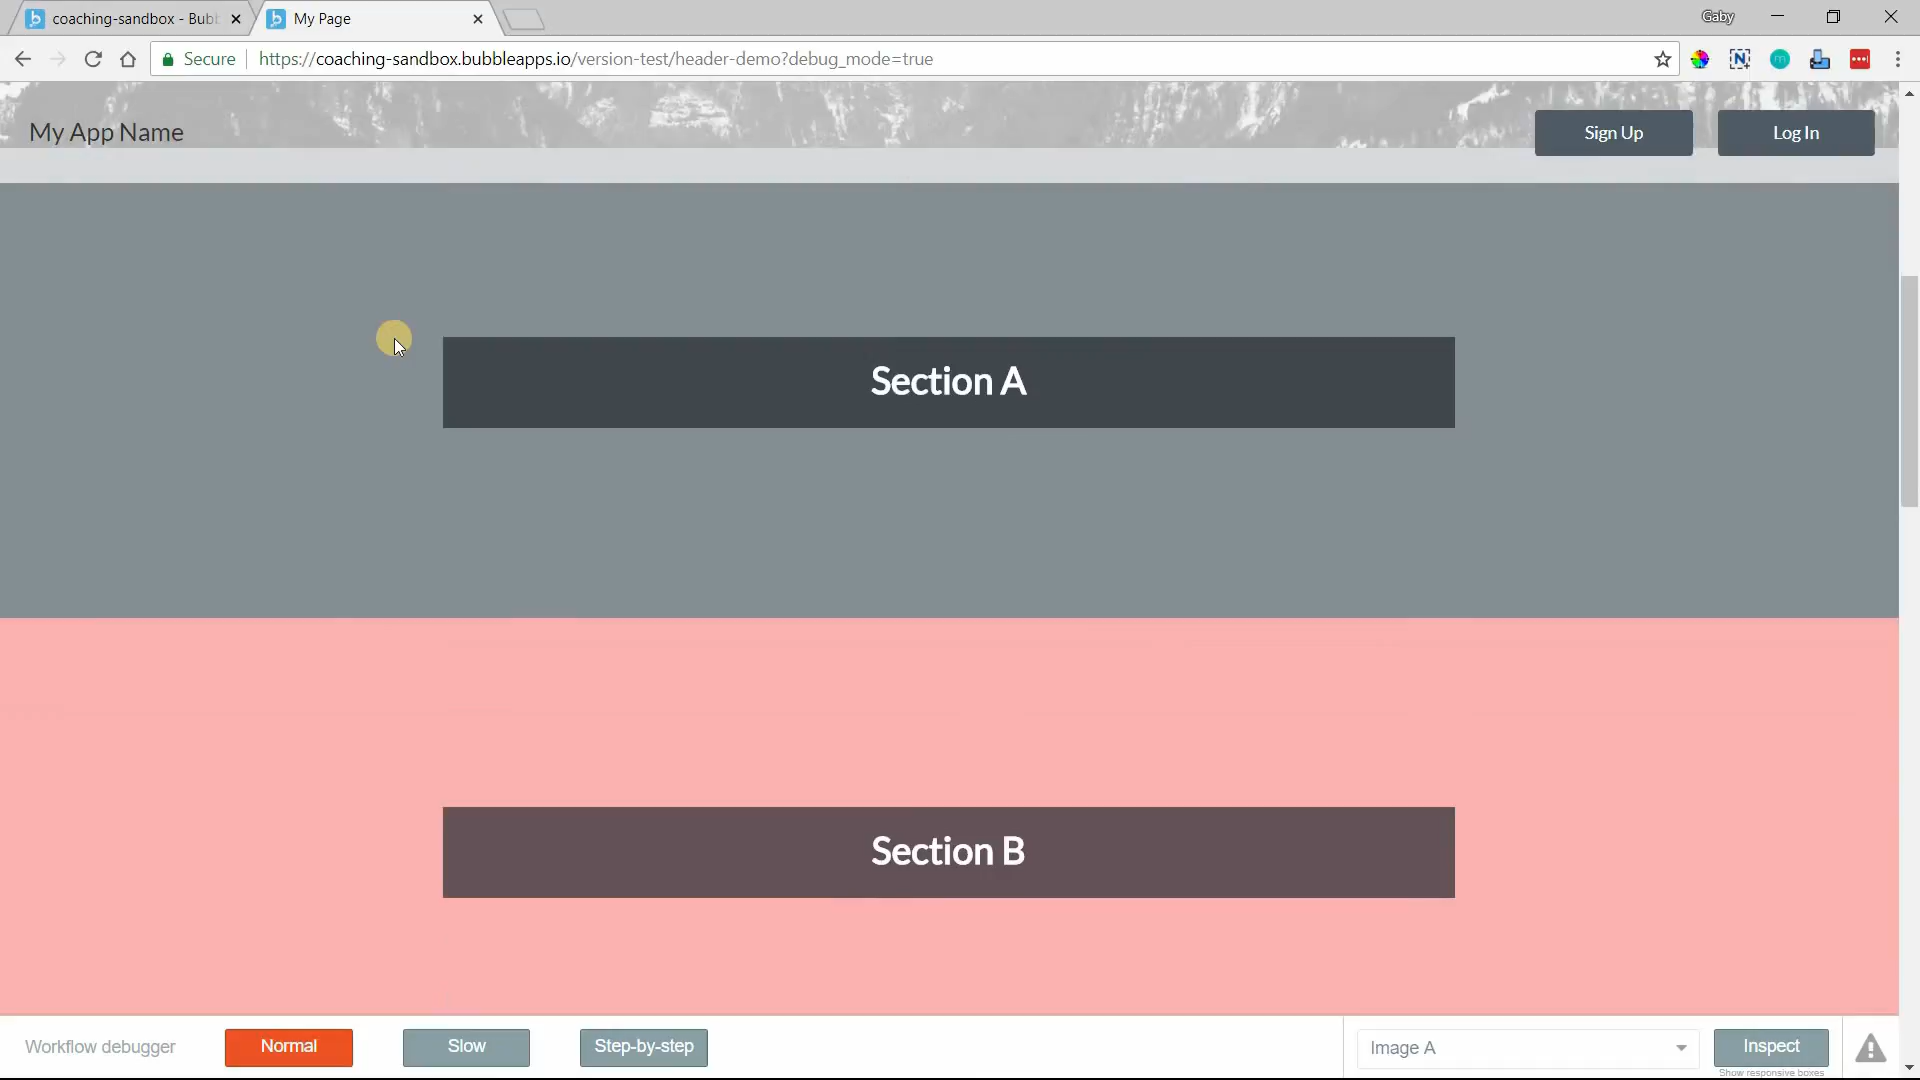 coaching-sandbox - Bubb
My Page
Gaby
Secure
https://coaching-sandbox.bubbleapps.io/version-test/header-demo?debug_mode=true
My App Name
Sign Up
Log In
Section A
Section B
Workflow debugger
Normal
Slow
Step-by-step
Image A
Inspect
Show responsive boxes